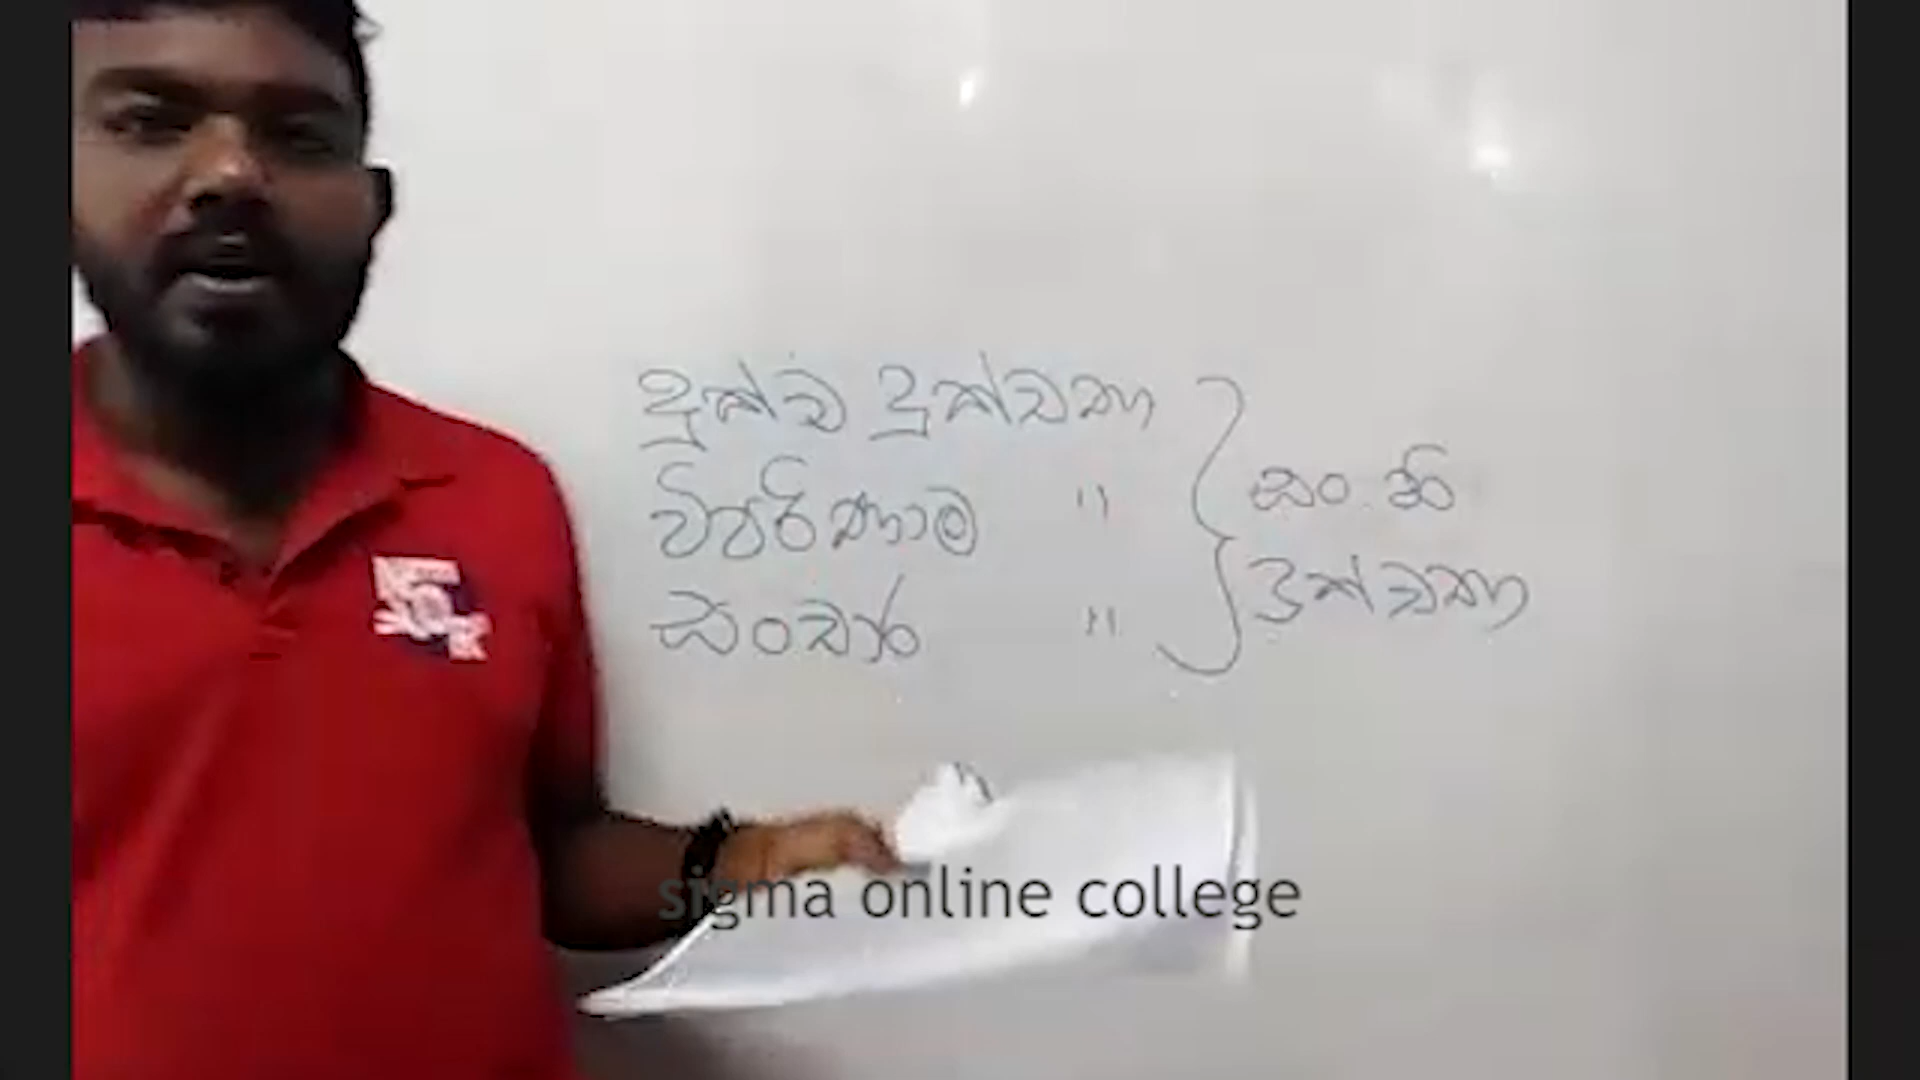 දුක්ඛ දුක්ඛතා
විපරිණාම "
සංඛාර "
සං. නි
දුක්ඛතා
sigma online college